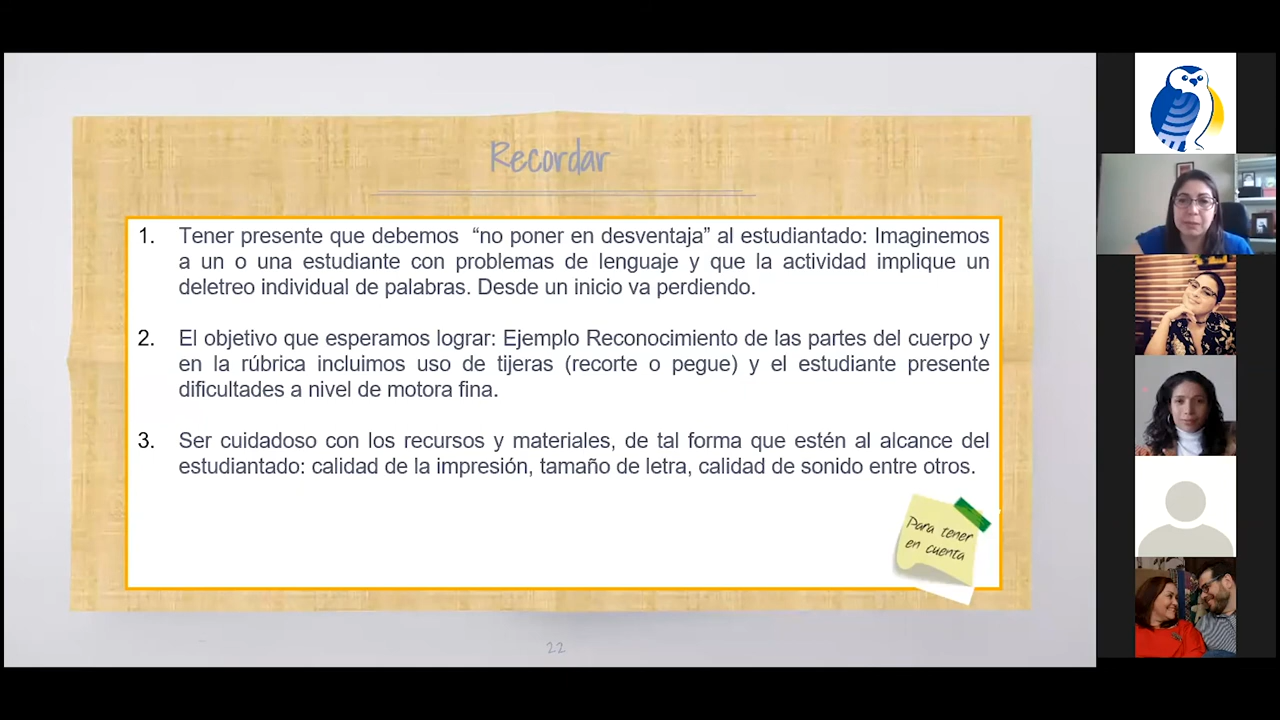 Recordar
1. Tener presente que debemos “no poner en desventaja” al estudiantado: Imaginemos
a un o una estudiante con problemas de lenguaje y que la actividad implique un
deletreo individual de palabras. Desde un inicio va perdiendo.
2. El objetivo que esperamos lograr: Ejemplo Reconocimiento de las partes del cuerpo y
en la rúbrica incluimos uso de tijeras (recorte o pegue) y el estudiante presente
dificultades a nivel de motora fina.
3. Ser cuidadoso con los recursos y materiales, de tal forma que estén al alcance del
estudiantado: calidad de la impresión, tamaño de letra, calidad de sonido entre otros.
Para tener
en cuenta
22